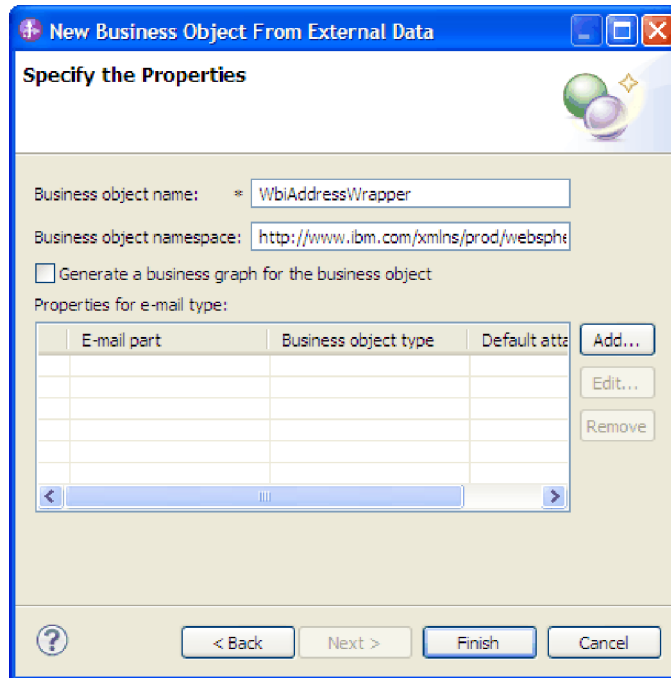 New Business Object From External Data
Specify the Properties
Business object name: * WbiAddressWrapper
Business object namespace: http://www.ibm.com/xmlns/prod/websphe
Generate a business graph for the business object
Properties for e-mail type:
E-mail part Business object type Default atta Add...
Edit...
Remove
? < Back Next > Finish Cancel